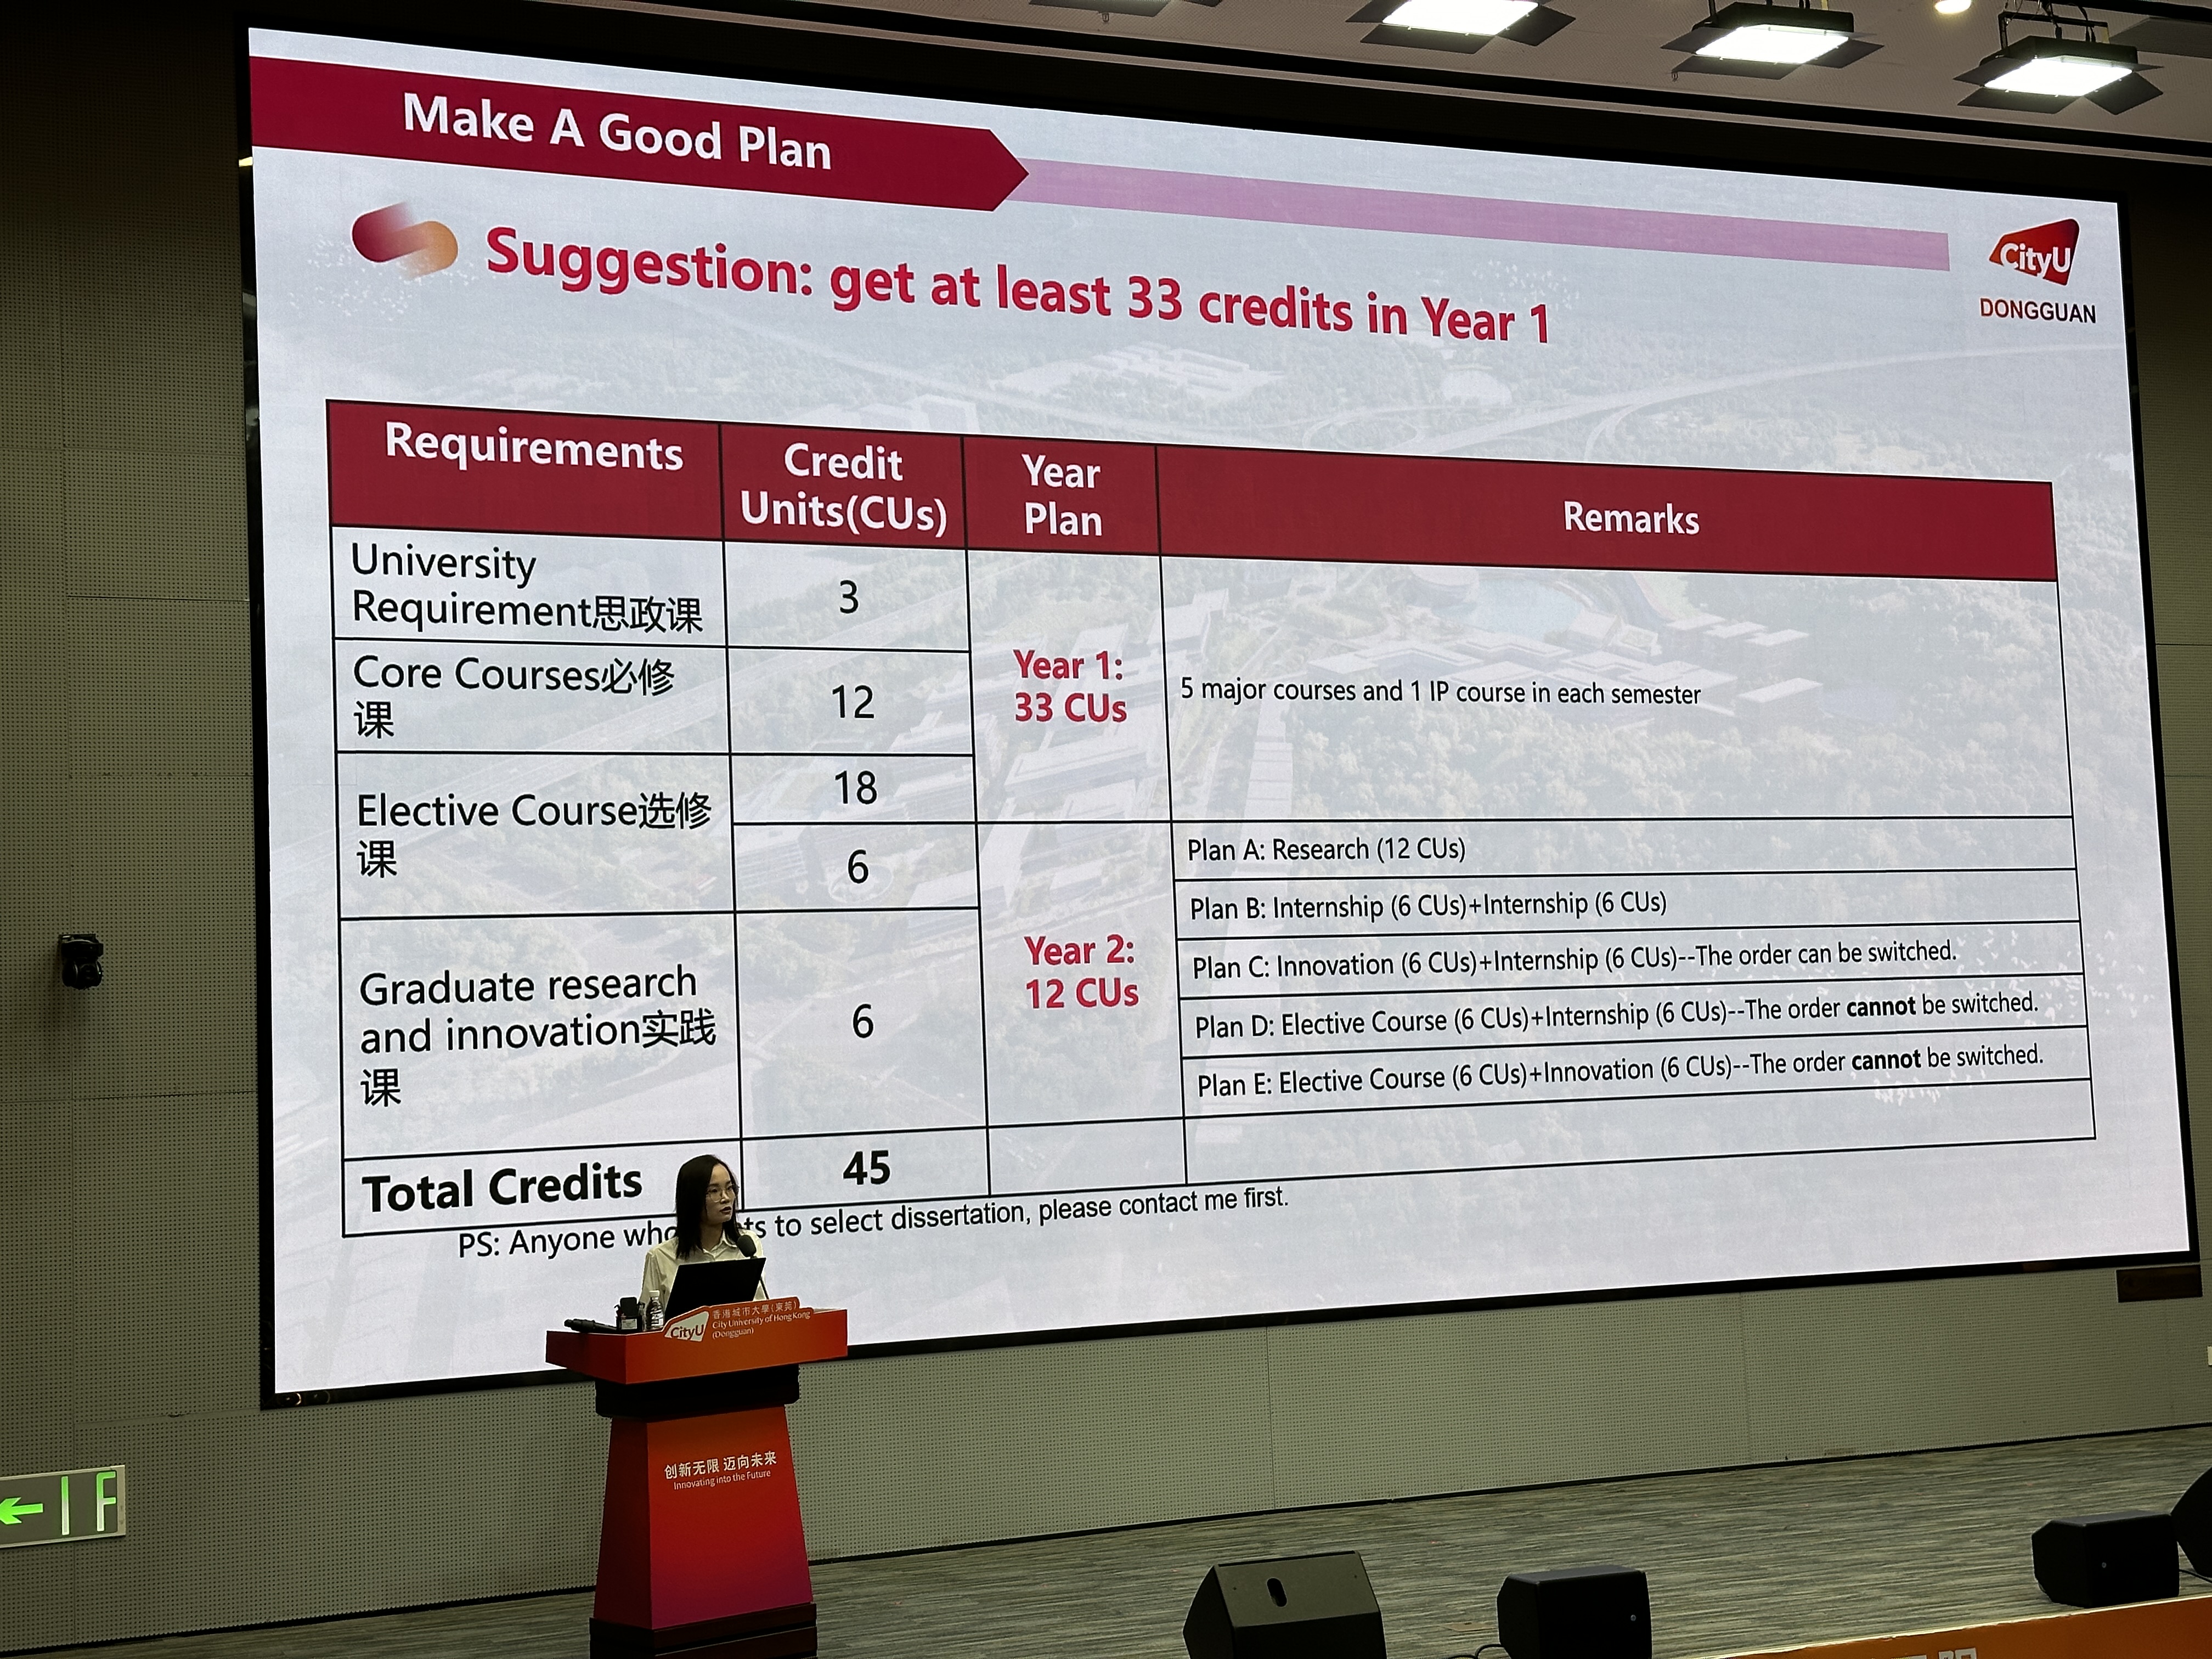 Make A Good Plan
CityU
DONGGUAN
Suggestion: get at least 33 credits in Year 1
Requirements
Credit
Units(CUs)
Year
Plan
Remarks
University
Requirement思政课
3
Core Courses必修
课
12
Year 1:
33 CUs
5 major courses and 1 IP course in each semester
Elective Course选修
课
18
6
Graduate research
and innovation实践
课
6
Year 2:
12 CUs
Plan A: Research (12 CUs)
Plan B: Internship (6 CUs)+Internship (6 CUs)
Plan C: Innovation (6 CUs)+Internship (6 CUs)--The order can be switched.
Plan D: Elective Course (6 CUs)+Internship (6 CUs)--The order cannot be switched.
Plan E: Elective Course (6 CUs)+Innovation (6 CUs)--The order cannot be switched.
Total Credits
45
PS: Anyone who to select dissertation, please contact me first.
CityU
香港城市大學(東莞)
City University of Hong Kong
(Dongguan)
创新无限 迈向未来
Innovating into the Future
1F